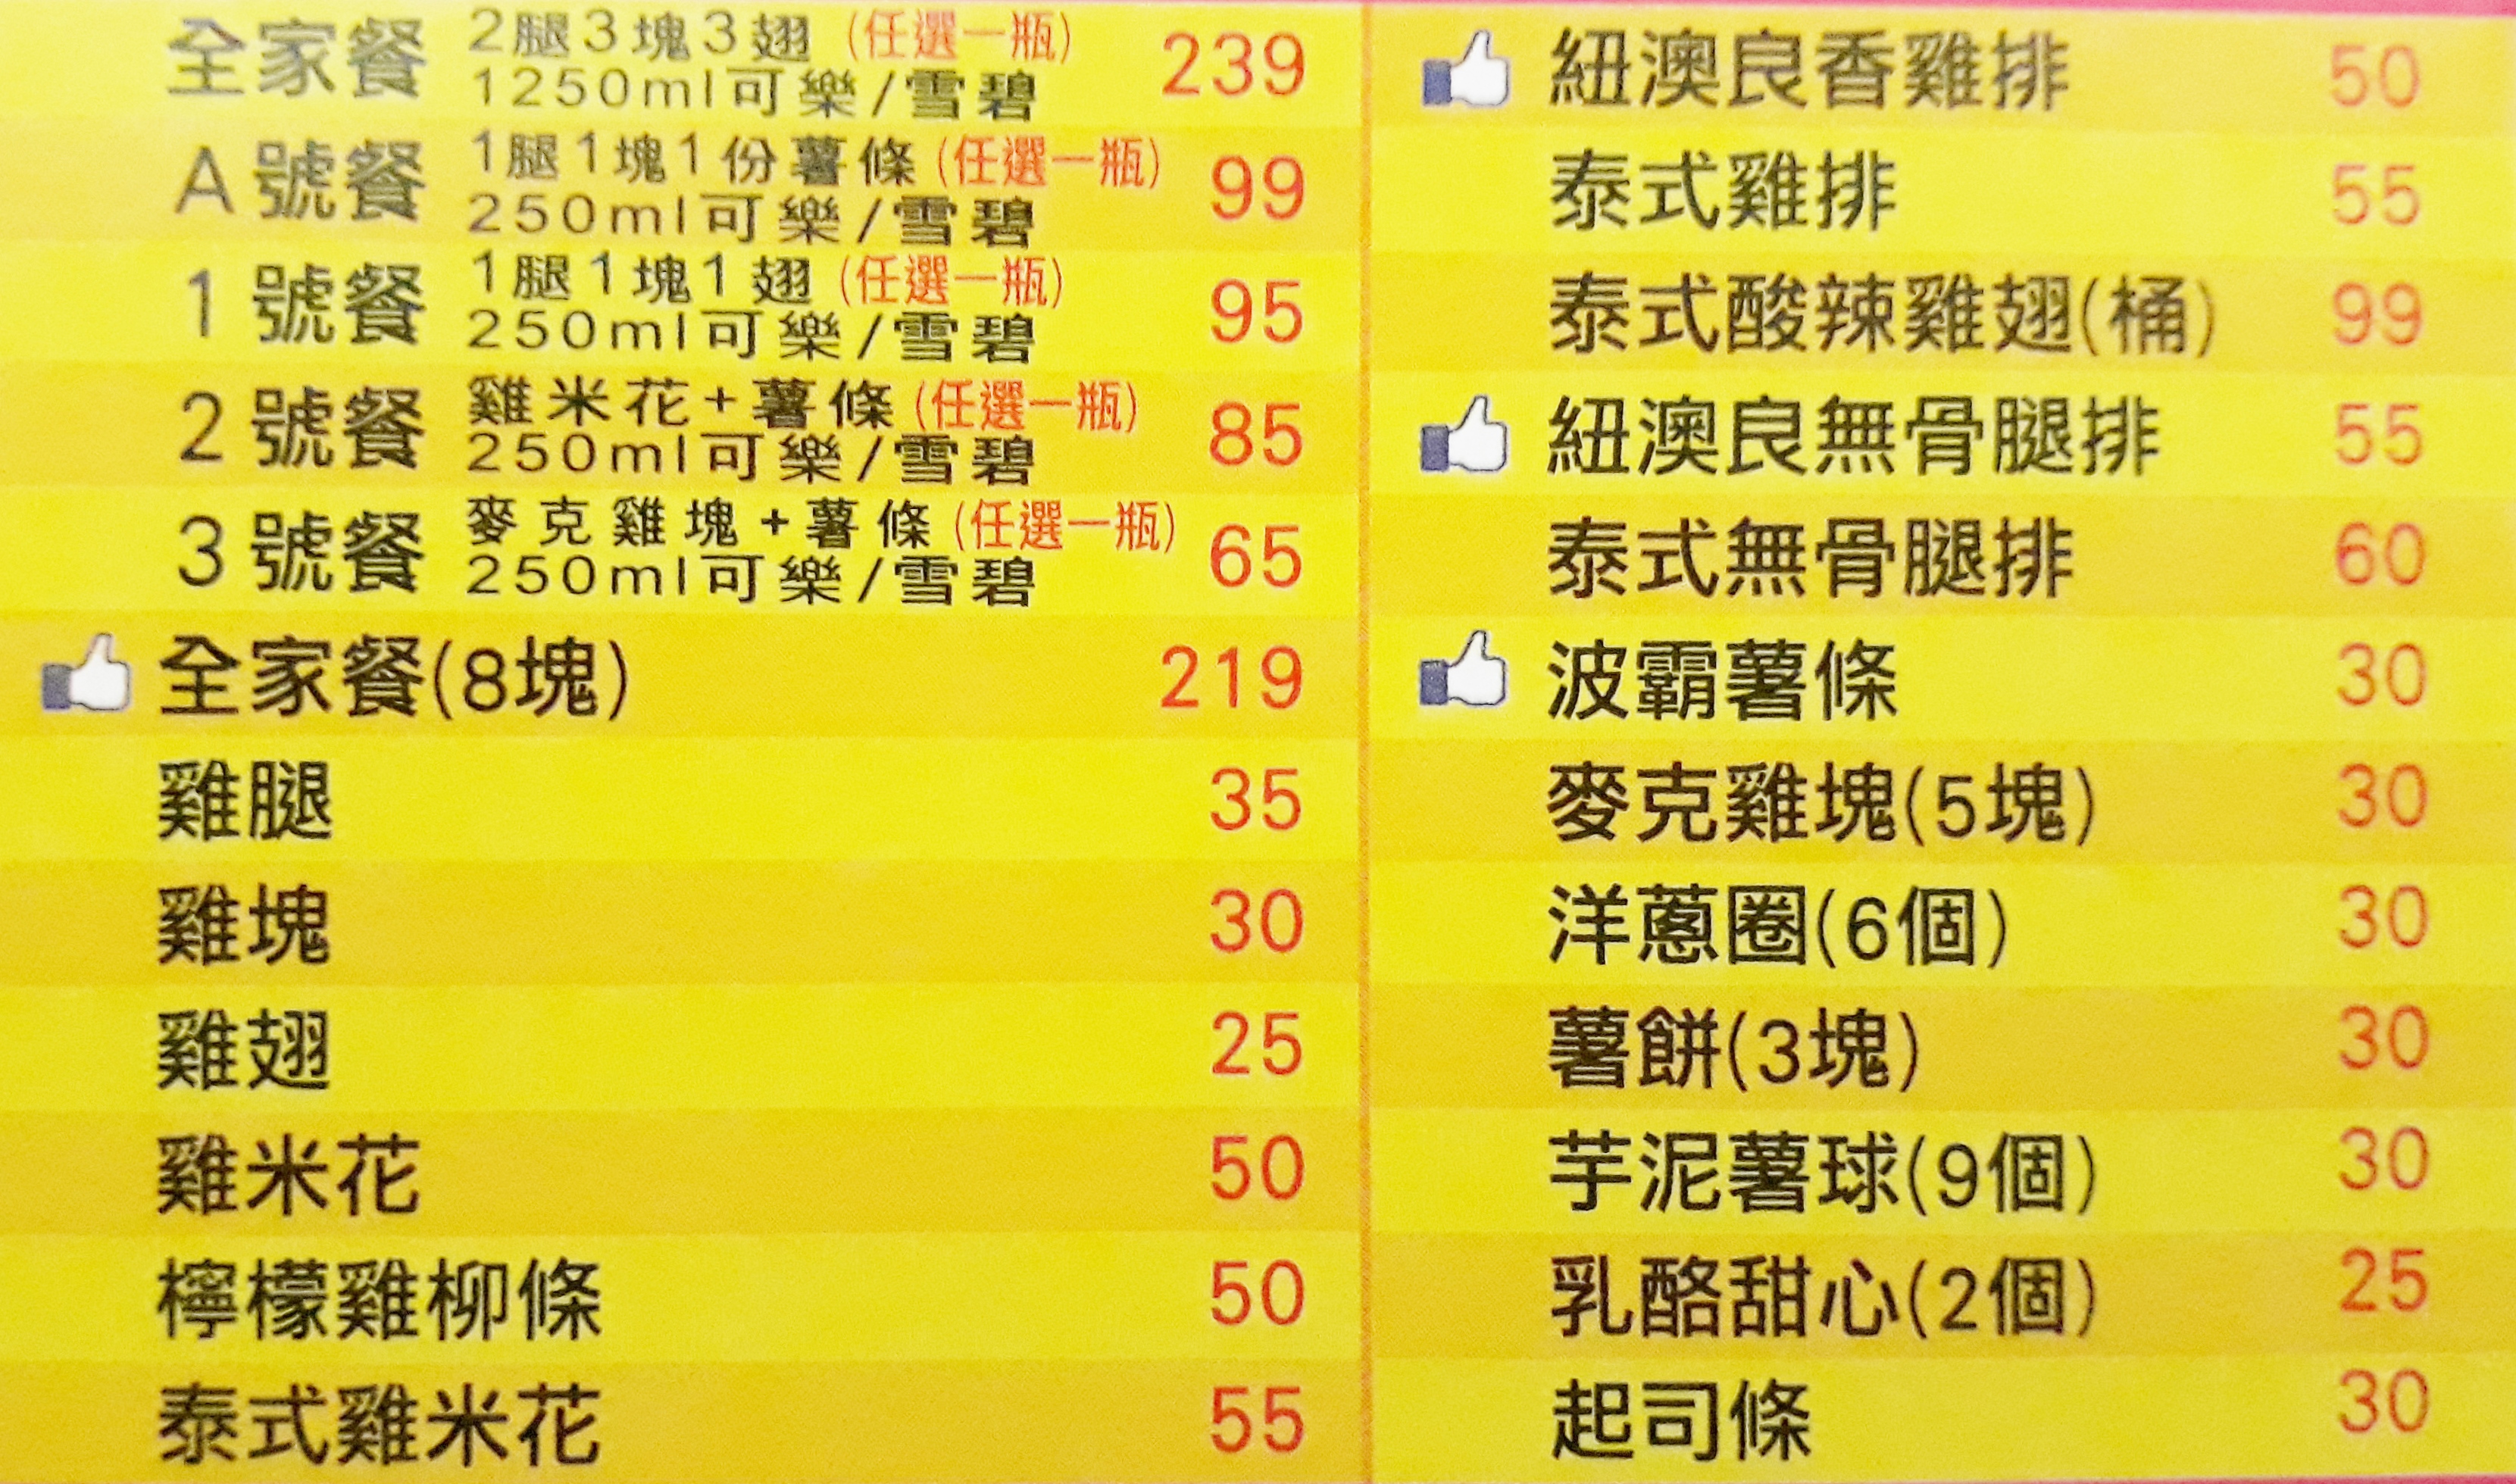 全家餐 2腿3塊3翅 (任選一瓶) 239
1250ml可樂/雪碧
A號餐 1腿1塊1份薯條 (任選一瓶) 99
250ml可樂/雪碧
1號餐 1腿1塊1翅 (任選一瓶) 95
250ml可樂/雪碧
2號餐 雞米花+薯條 (任選一瓶) 85
250ml可樂/雪碧
3號餐 麥克雞塊+薯條 (任選一瓶) 65
250ml可樂/雪碧
全家餐(8塊) 219
雞腿 35
雞塊 30
雞翅 25
雞米花 50
檸檬雞柳條 50
泰式雞米花 55
紐澳良香雞排 50
泰式雞排 55
泰式酸辣雞翅(桶) 99
紐澳良無骨腿排 55
泰式無骨腿排 60
波霸薯條 30
麥克雞塊(5塊) 30
洋蔥圈(6個) 30
薯餅(3塊) 30
芋泥薯球(9個) 30
乳酪甜心(2個) 25
起司條 30